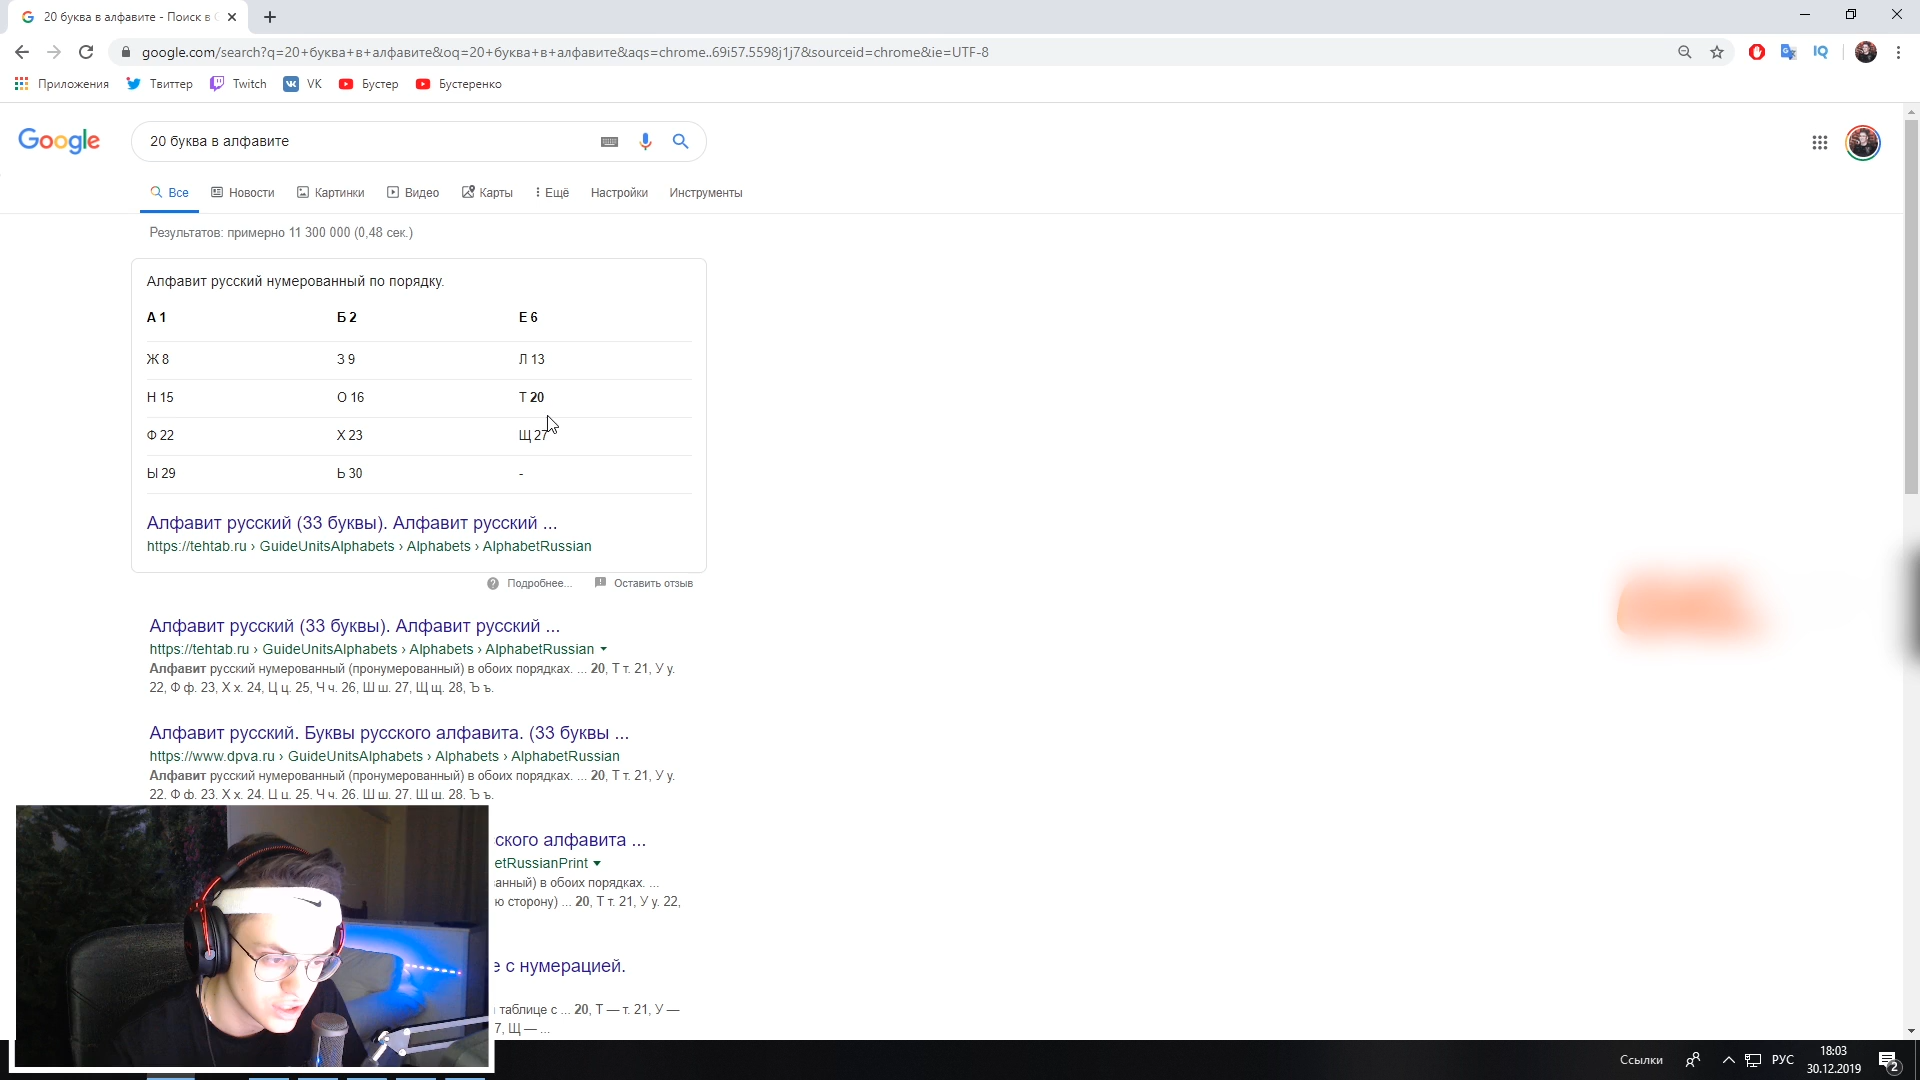 20 буква в алфавите - Поиск в
google.com/search?q=20+буква+в+алфавите&oq=20+буква+в+алфавите&aqs=chrome..69i57.5598j1j7&sourceid=chrome&ie=UTF-8
IQ
Приложения Твиттер Twitch VK Бустер Бустеренко
Google 20 буква в алфавите
Все Новости Картинки Видео Карты Ещё Настройки Инструменты
Результатов: примерно 11 300 000 (0,48 сек.)
Алфавит русский нумерованный по порядку.
А 1 Б 2 Е 6
Ж 8 З 9 Л 13
Н 15 О 16 Т 20
Ф 22 Х 23 Щ 27
Ы 29 Ь 30 -
Алфавит русский (33 буквы). Алфавит русский ...
https://tehtab.ru › GuideUnitsAlphabets › Alphabets › AlphabetRussian
Подробнее... Оставить отзыв
Алфавит русский (33 буквы). Алфавит русский ...
https://tehtab.ru › GuideUnitsAlphabets › Alphabets › AlphabetRussian
Алфавит русский нумерованный (пронумерованный) в обоих порядках. ... 20, Т т. 21, У у.
22, Ф ф. 23, Х х. 24, Ц ц. 25, Ч ч. 26, Ш ш. 27, Щ щ. 28, Ъ ъ.
Алфавит русский. Буквы русского алфавита. (33 буквы ...
https://www.dpva.ru › GuideUnitsAlphabets › Alphabets › AlphabetRussian
Алфавит русский нумерованный (пронумерованный) в обоих порядках. ... 20, Т т. 21, У у.
22, Ф ф. 23, Х х. 24, Ц ц. 25, Ч ч. 26, Ш ш. 27, Щ щ. 28, Ъ ъ.
ского алфавита ...
etRussianPrint
анный) в обоих порядках. ...
ю сторону) ... 20, Т т. 21, У у. 22,
е с нумерацией.
таблице с ... 20, Т — т. 21, У —
7, Щ — ...
Ссылки РУС 18:03
30.12.2019 2